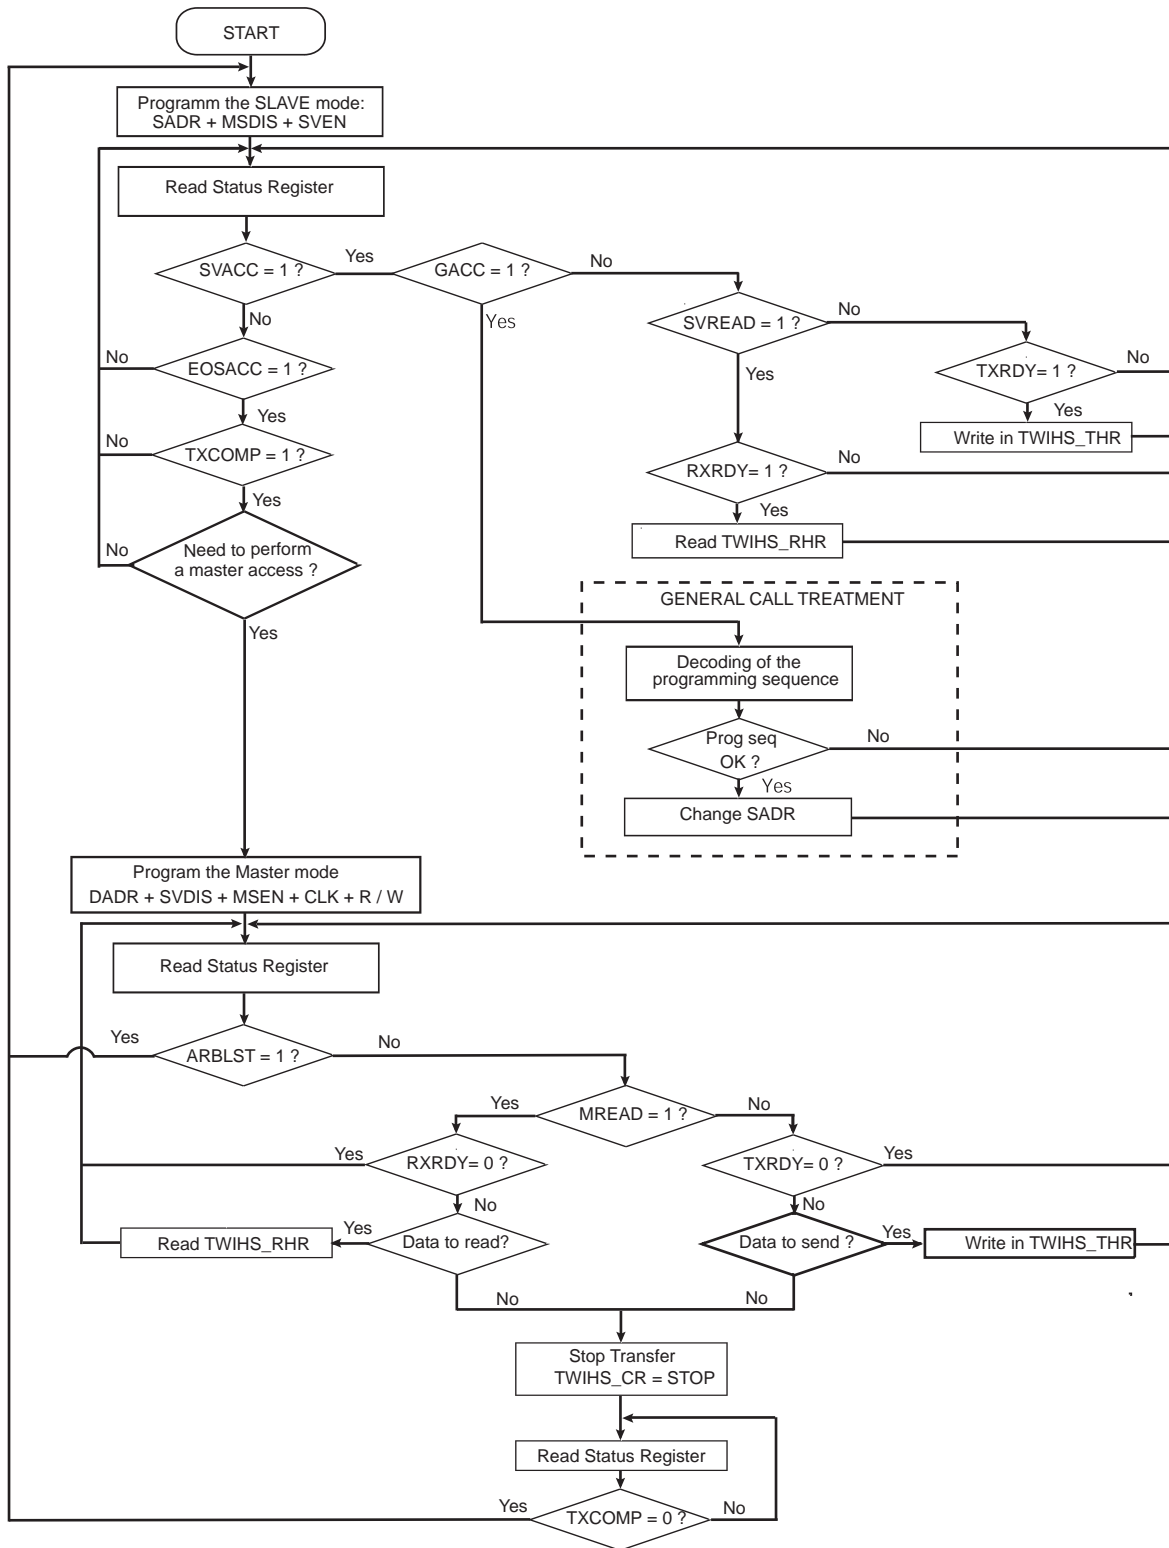 START
Programm the SLAVE mode:
SADR + MSDIS + SVEN
Read Status Register
SVACC = 1 ?
Yes
GACC = 1 ?
No
No
Yes
SVREAD = 1 ?
No
EOSACC = 1 ?
No
Yes
Yes
TXRDY= 1 ?
No
Yes
Write in TWIHS_THR
TXCOMP = 1 ?
No
Yes
RXRDY= 1 ?
No
Yes
Read TWIHS_RHR
Need to perform
a master access ?
No
Yes
GENERAL CALL TREATMENT
Decoding of the
programming sequence
Prog seq
OK ?
No
Yes
Change SADR
Program the Master mode
DADR + SVDIS + MSEN + CLK + R / W
Read Status Register
Yes
ARBLST = 1 ?
No
Yes
MREAD = 1 ?
No
Yes
RXRDY= 0 ?
TXRDY= 0 ?
Yes
No
No
Read TWIHS_RHR
Yes
Data to read?
Data to send ?
Yes
Write in TWIHS_THR
No
No
Stop Transfer
TWIHS_CR = STOP
Read Status Register
Yes
TXCOMP = 0 ?
No